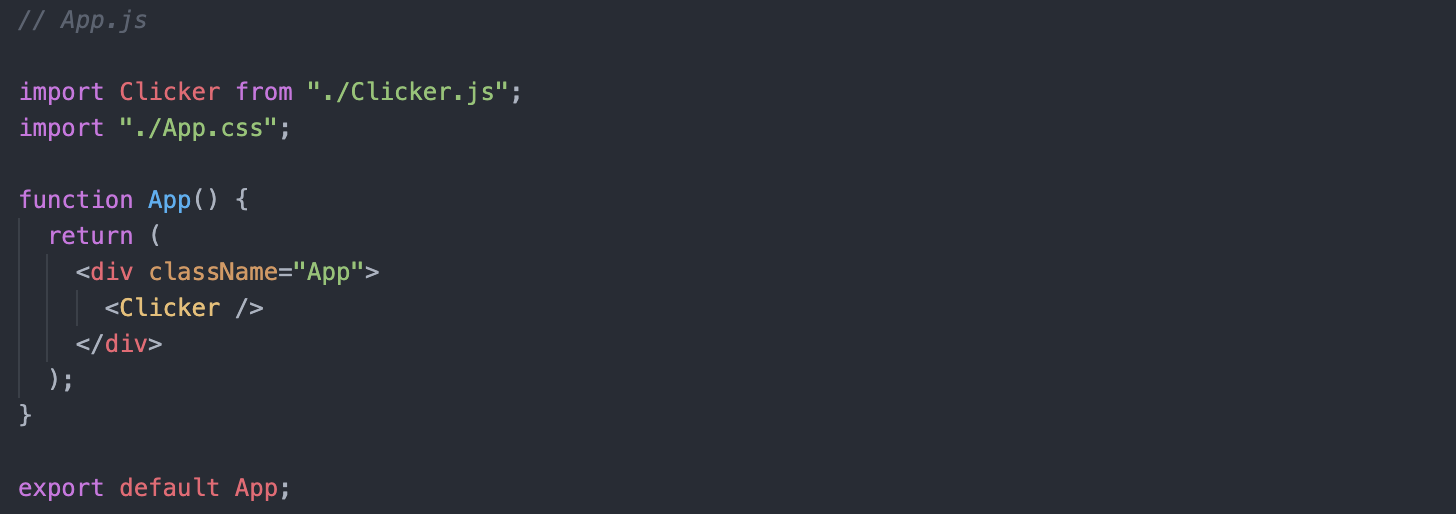 // App.js
import Clicker from "./Clicker.js";
import "./App.css";
function App() {
return (
<div className="App">
<Clicker />
</div>
);
}
export default App;